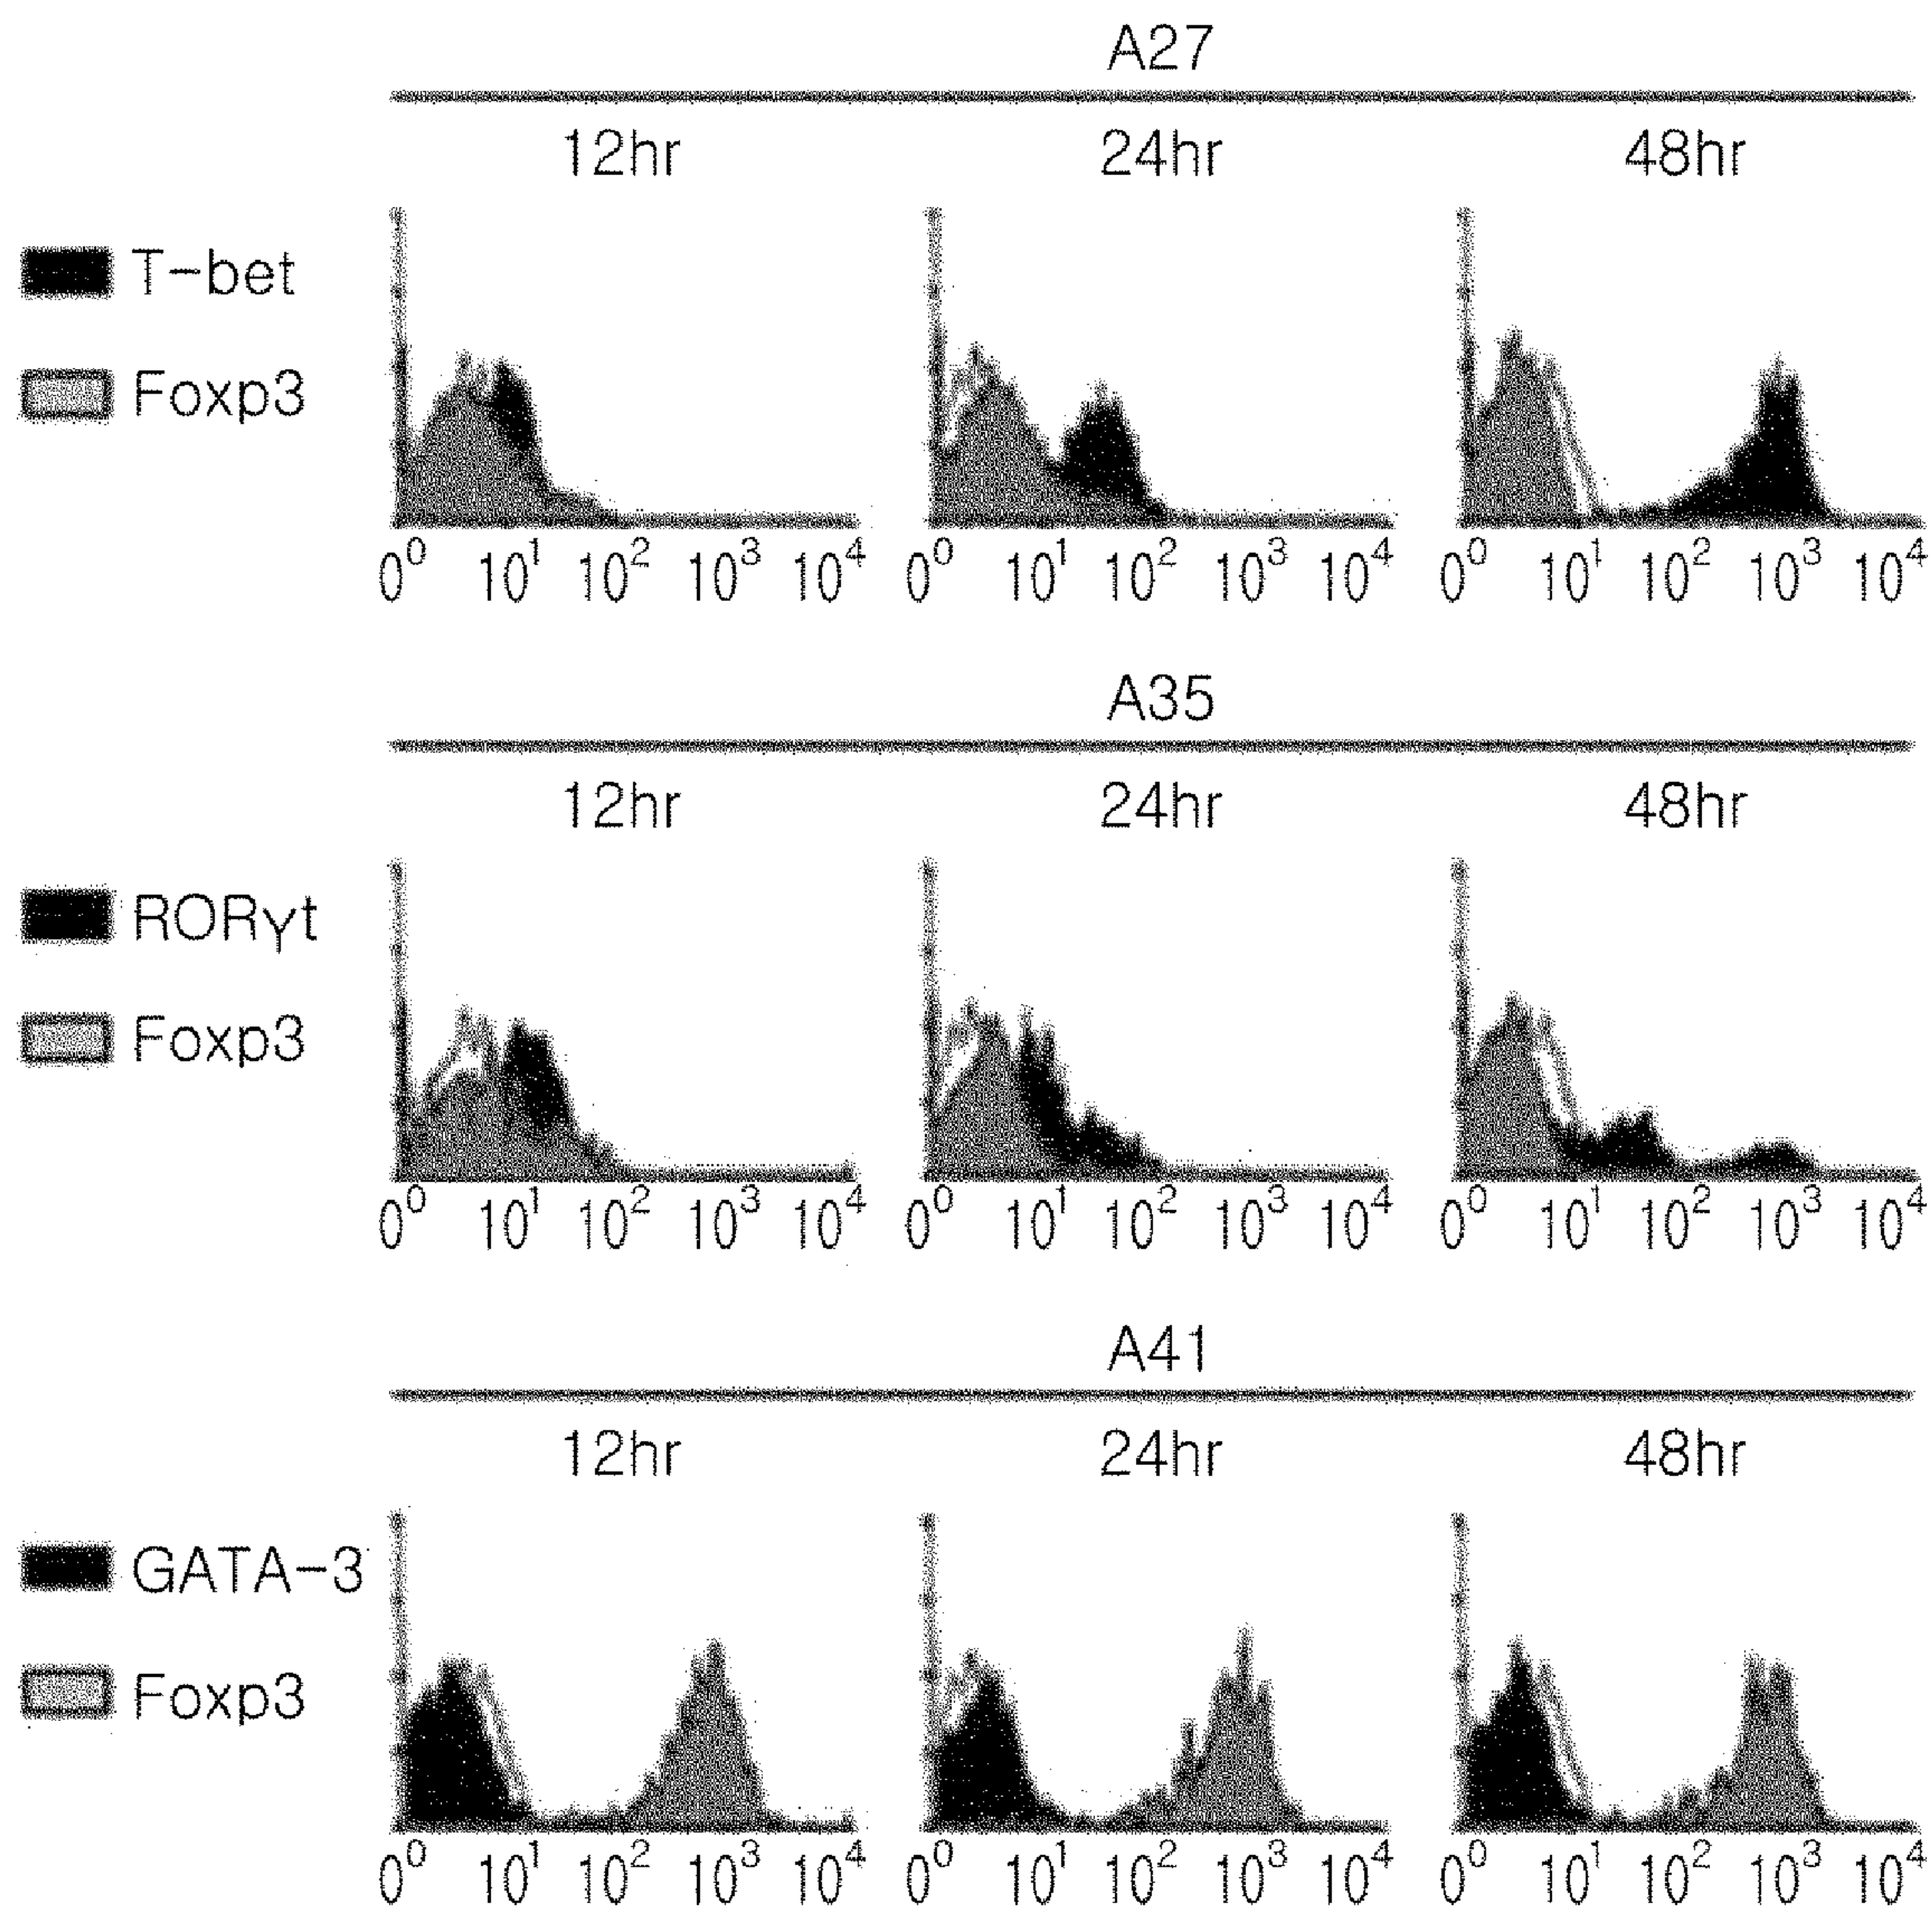 A27
12hr 24hr 48hr
T-bet
Foxp3
0⁰ 10¹ 10² 10³ 10⁴ 0⁰ 10¹ 10² 10³ 10⁴ 0⁰ 10¹ 10² 10³ 10⁴
A35
12hr 24hr 48hr
RORγt
Foxp3
0⁰ 10¹ 10² 10³ 10⁴ 0⁰ 10¹ 10² 10³ 10⁴ 0⁰ 10¹ 10² 10³ 10⁴
A41
12hr 24hr 48hr
GATA-3
Foxp3
0⁰ 10¹ 10² 10³ 10⁴ 0⁰ 10¹ 10² 10³ 10⁴ 0⁰ 10¹ 10² 10³ 10⁴